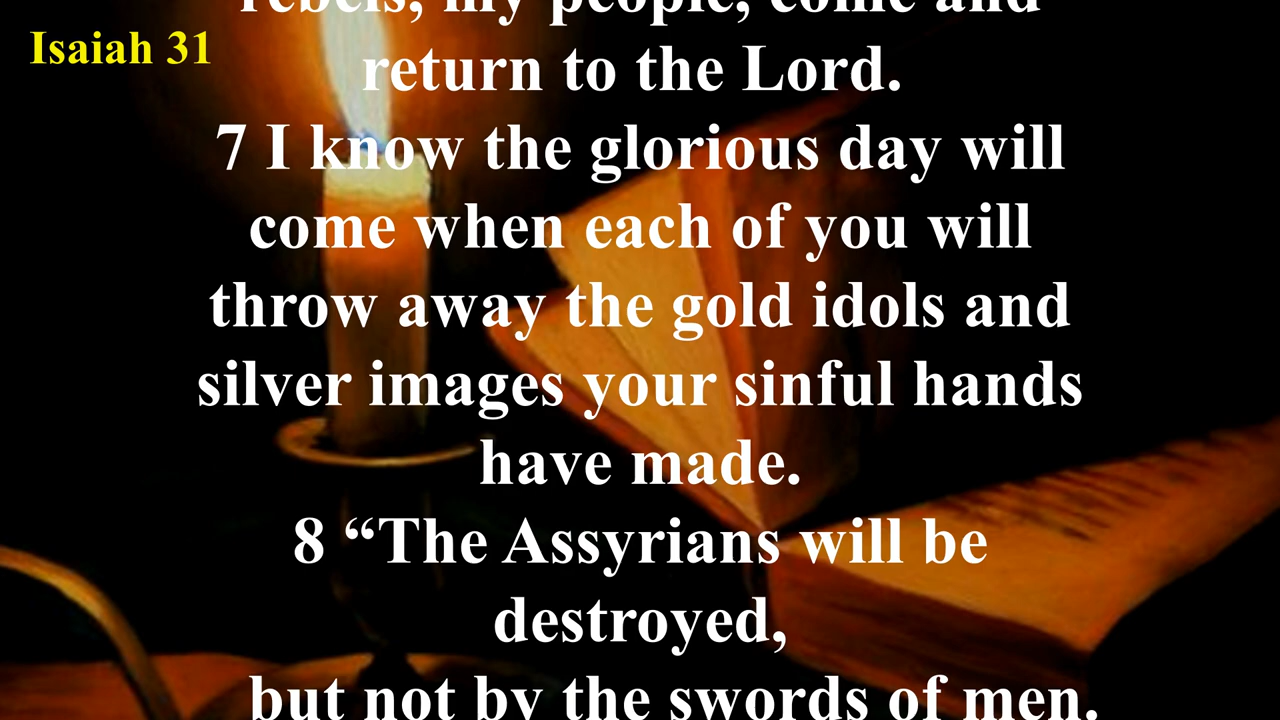 rebels, my people, come and
Isaiah 31
return to the Lord.
7 I know the glorious day will
come when each of you will
throw away the gold idols and
silver images your sinful hands
have made.
8 “The Assyrians will be
destroyed,
but not by the swords of men.